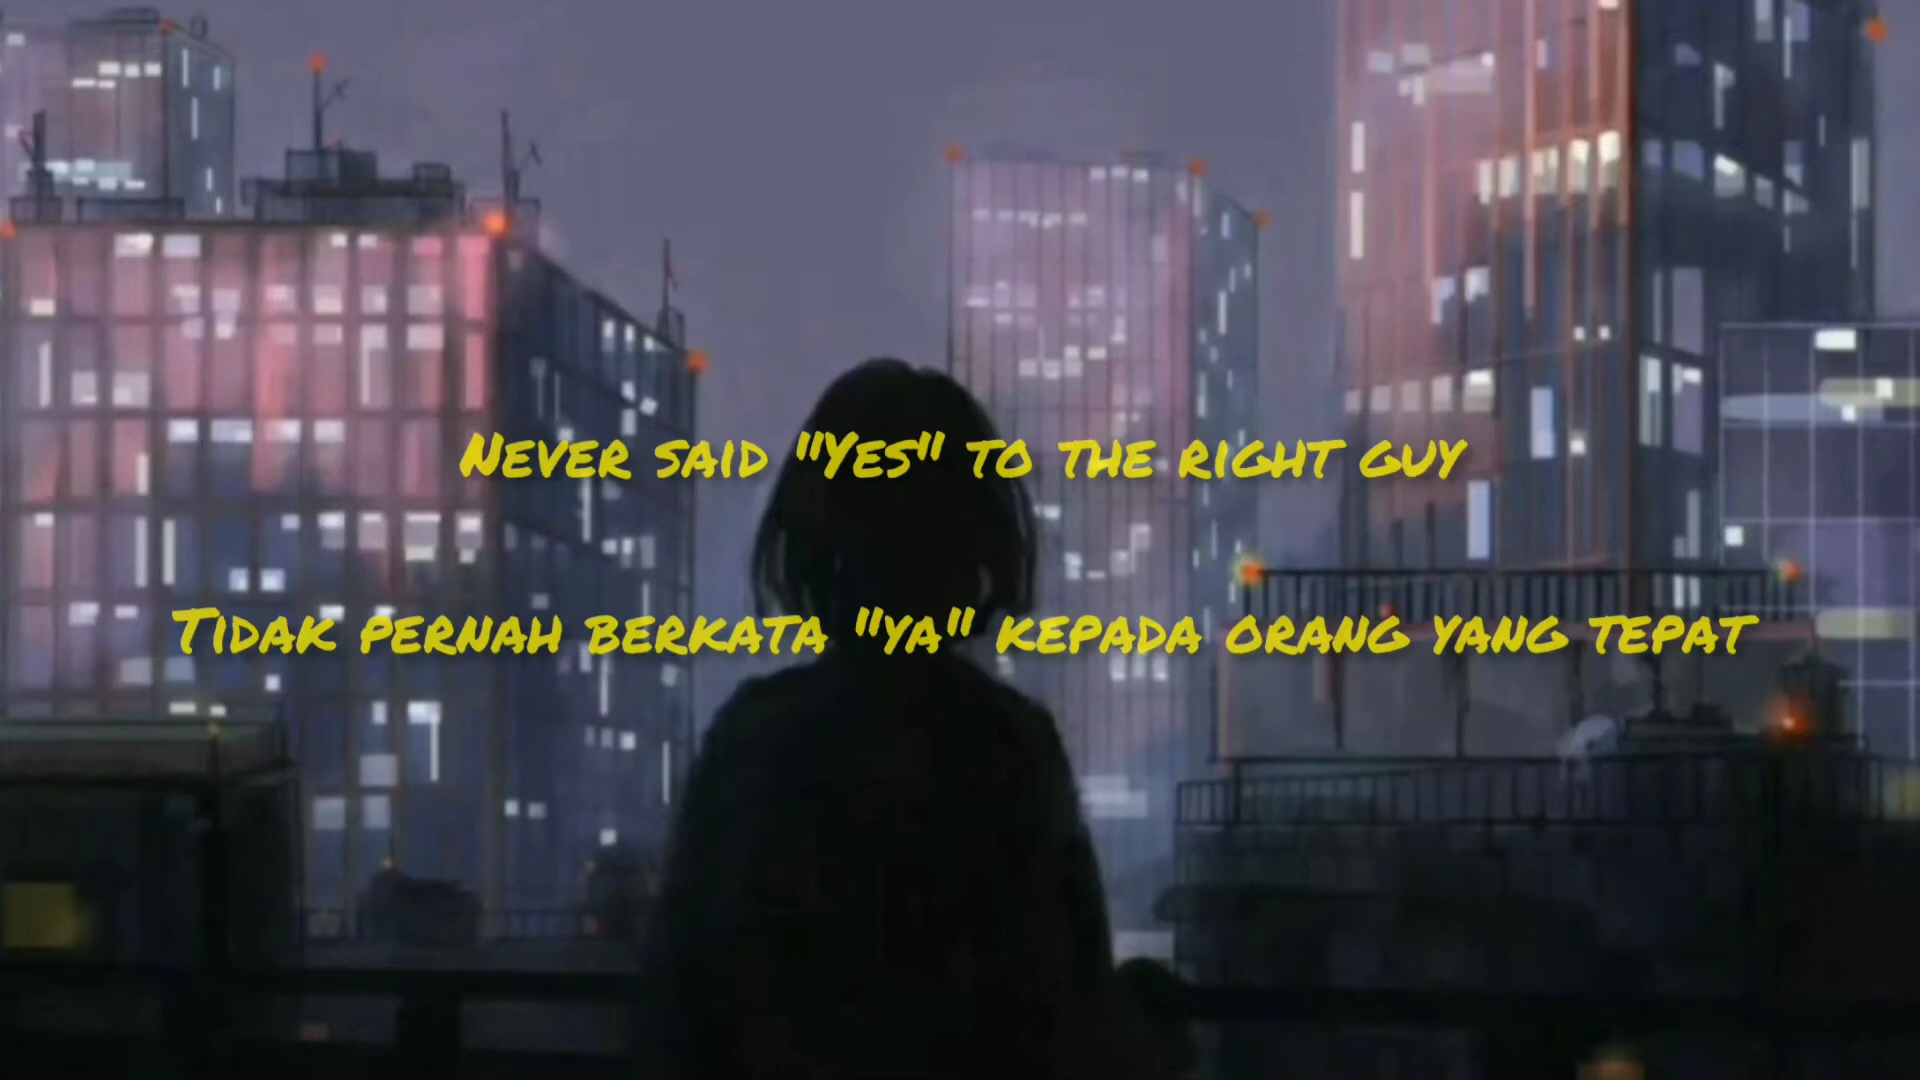 Never said "Yes" to the right guy
Tidak pernah berkata "ya" kepada orang yang tepat